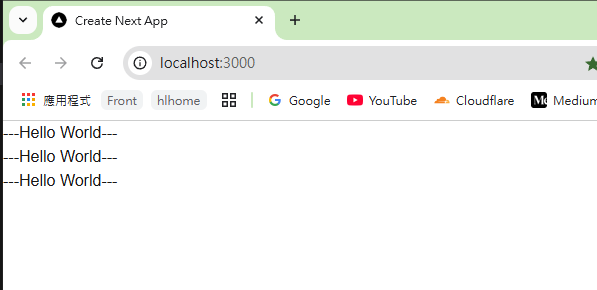 Create Next App
localhost:3000
應用程式 Front hlhome Google YouTube Cloudflare Medium
---Hello World---
---Hello World---
---Hello World---